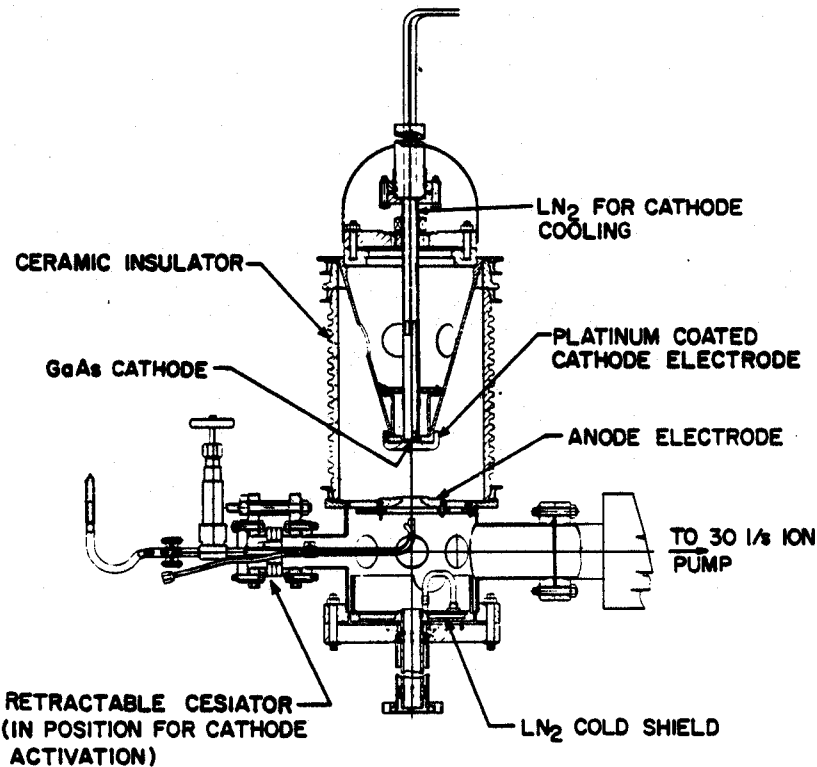 LN2 FOR CATHODE
COOLING
CERAMIC INSULATOR
PLATINUM COATED
CATHODE ELECTRODE
GaAs CATHODE
ANODE ELECTRODE
TO 30 l/s ION
PUMP
RETRACTABLE CESIATOR
(IN POSITION FOR CATHODE
ACTIVATION)
LN2 COLD SHIELD